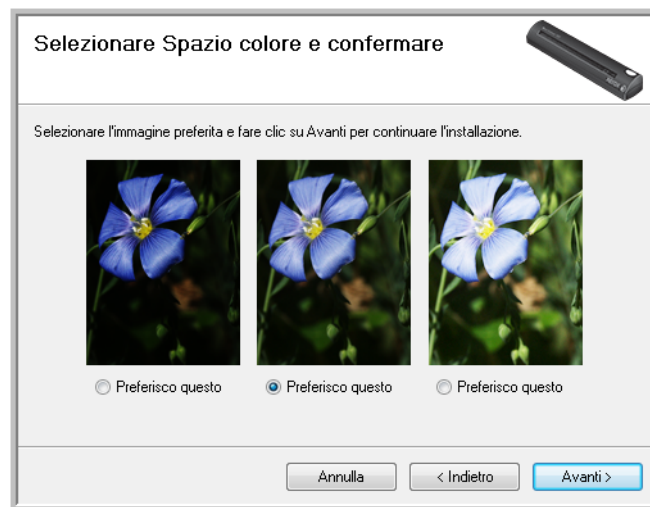 Selezionare Spazio colore e confermare
Selezionare l'immagine preferita e fare clic su Avanti per continuare l'installazione.
Preferisco questo Preferisco questo Preferisco questo
Annulla < Indietro Avanti >